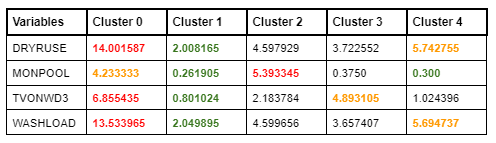 Variables Cluster 0 Cluster 1 Cluster 2 Cluster 3 Cluster 4
DRYRUSE 14.001587 2.008165 4.597929 3.722552 5.742755
MONPOOL 4.233333 0.261905 5.393345 0.3750 0.300
TVONWD3 6.855435 0.801024 2.183784 4.893105 1.024396
WASHLOAD 13.533965 2.049895 4.599656 3.657407 5.694737